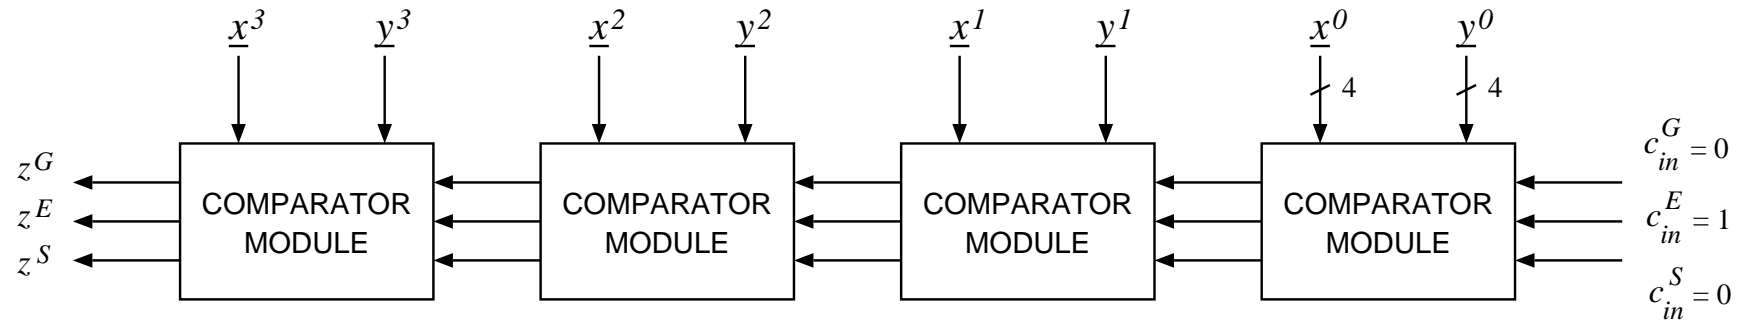 x^3 y^3 x^2 y^2 x^1 y^1 x^0 y^0
4 4
z^G z^E z^S
COMPARATOR MODULE
COMPARATOR MODULE
COMPARATOR MODULE
COMPARATOR MODULE
c_in^G = 0
c_in^E = 1
c_in^S = 0